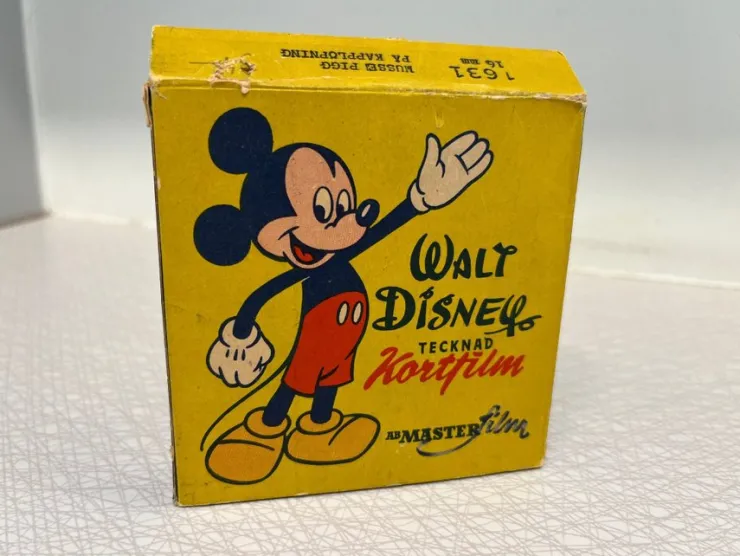 MUSSE PIGG
PÅ KAPPLÖPNING
1631
16 mm
WALT
DISNEY
TECKNAD
Kortfilm
AB MASTER film